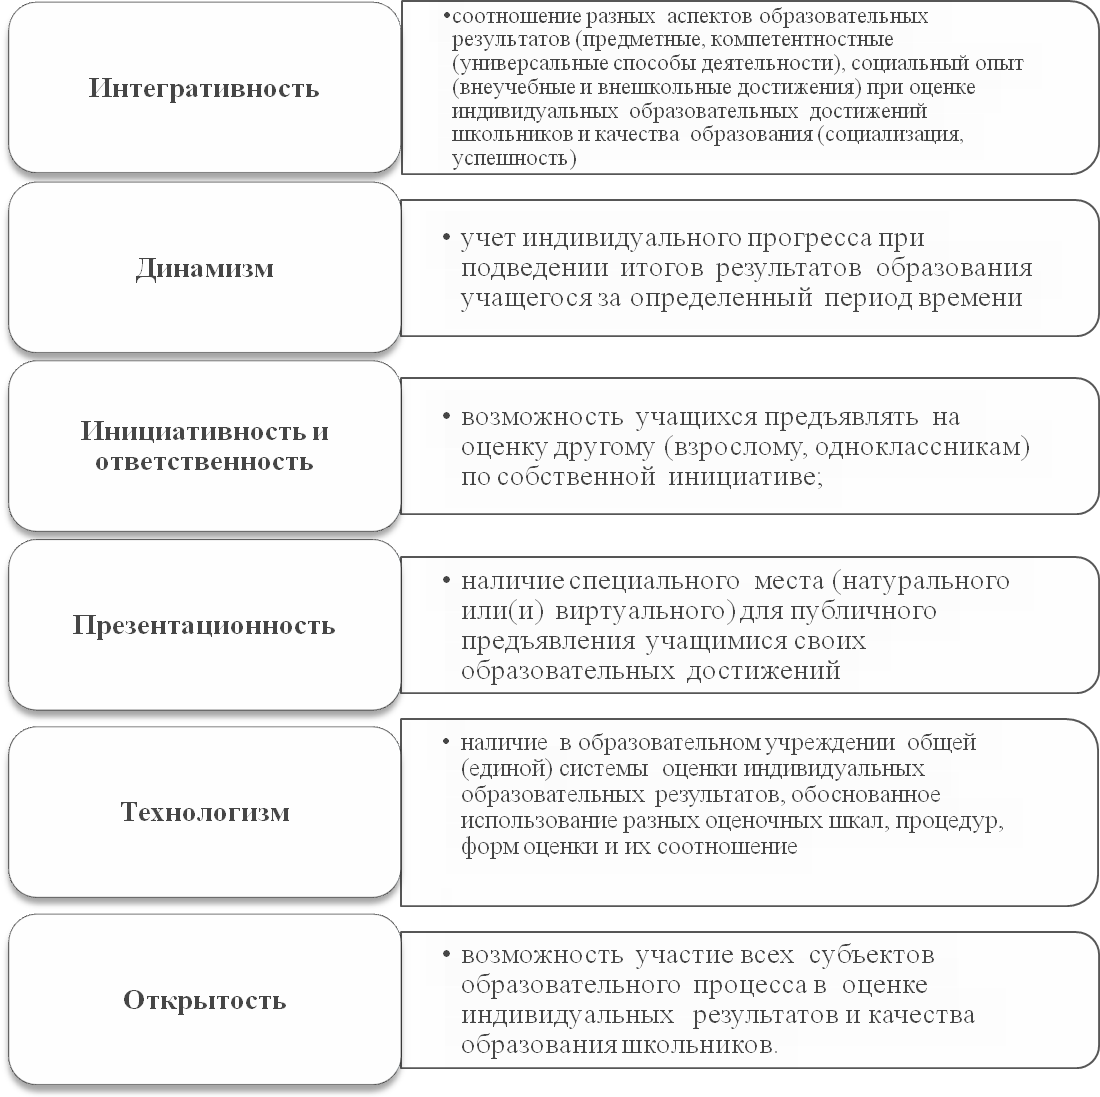 Интегративность
•соотношение разных аспектов образовательных
результатов (предметные, компетентностные
(универсальные способы деятельности), социальный опыт
(внеучебные и внешкольные достижения) при оценке
индивидуальных образовательных достижений
школьников и качества образования (социализация,
успешность)
Динамизм
• учет индивидуального прогресса при
подведении итогов результатов образования
учащегося за определенный период времени
Инициативность и
ответственность
• возможность учащихся предъявлять на
оценку другому (взрослому, одноклассникам)
по собственной инициативе;
Презентационность
• наличие специального места (натурального
или(и) виртуального) для публичного
предъявления учащимися своих
образовательных достижений
Технологизм
• наличие в образовательном учреждении общей
(единой) системы оценки индивидуальных
образовательных результатов, обоснованное
использование разных оценочных шкал, процедур,
форм оценки и их соотношение
Открытость
• возможность участие всех субъектов
образовательного процесса в оценке
индивидуальных результатов и качества
образования школьников.